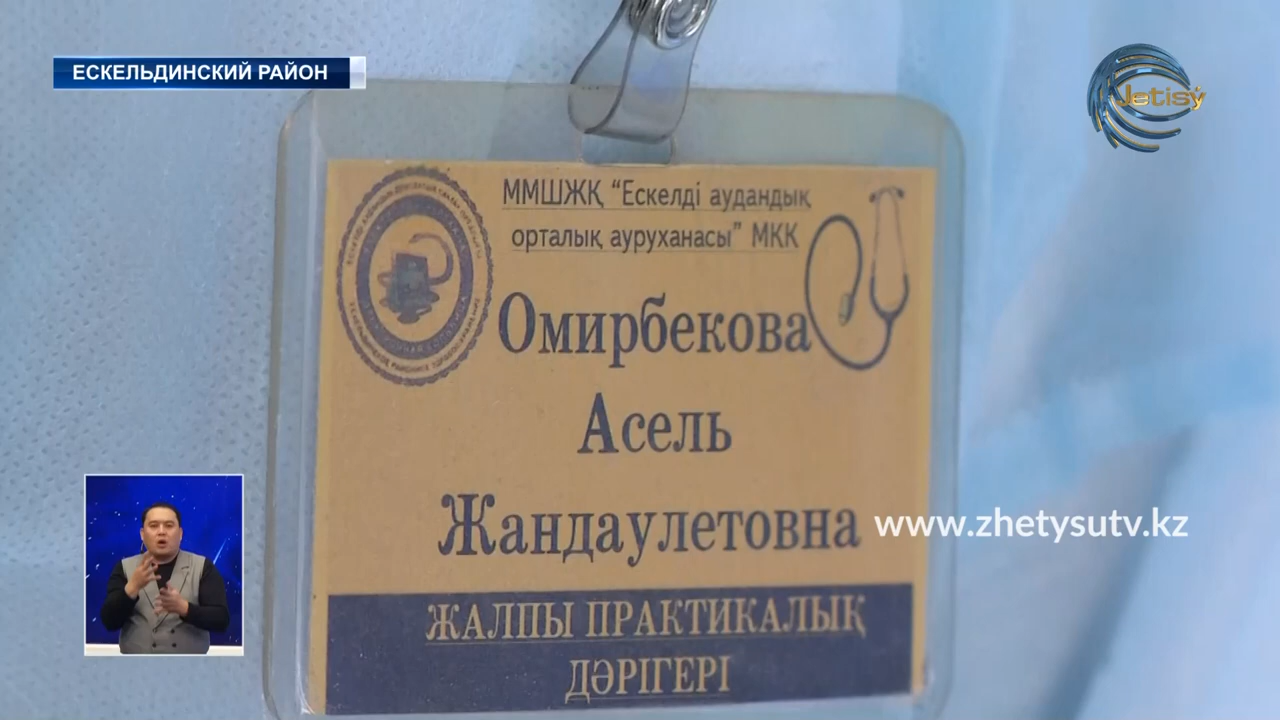 ЕСКЕЛЬДИНСКИЙ РАЙОН
Jetisý
ММШЖҚ “Ескелді аудандық
орталық ауруханасы” МКК
Омирбекова
Асель
Жандаулетовна
www.zhetysutv.kz
ЖАЛПЫ ПРАКТИКАЛЫҚ
ДӘРІГЕРІ